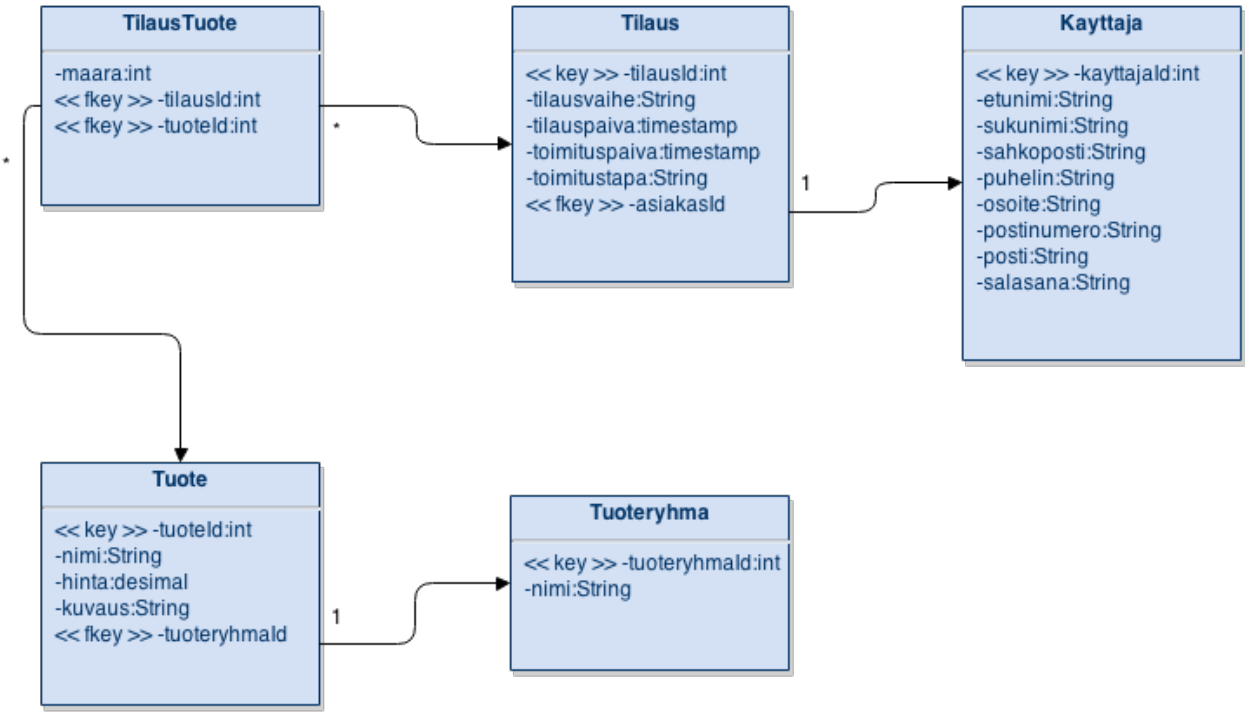 TilausTuote
-maara:int
<< fkey >> -tilausId:int
<< fkey >> -tuoteId:int
*
*
Tilaus
<< key >> -tilausId:int
-tilausvaihe:String
-tilauspaiva:timestamp
-toimituspaiva:timestamp
-toimitustapa:String
<< fkey >> -asiakasId
1
Kayttaja
<< key >> -kayttajaId:int
-etunimi:String
-sukunimi:String
-sahkoposti:String
-puhelin:String
-osoite:String
-postinumero:String
-posti:String
-salasana:String
Tuote
<< key >> -tuoteId:int
-nimi:String
-hinta:desimal
-kuvaus:String
<< fkey >> -tuoteryhmaId
1
Tuoteryhma
<< key >> -tuoteryhmaId:int
-nimi:String